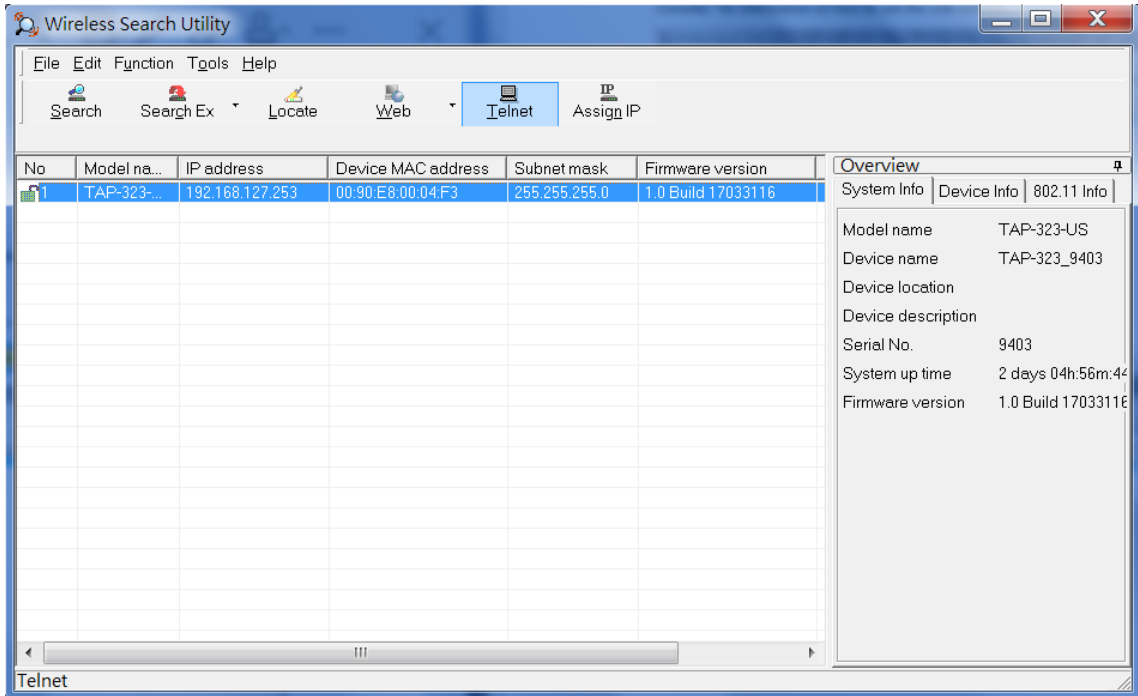 Wireless Search Utility
File Edit Function Tools Help
Search Search Ex Locate Web Telnet IP Assign IP
No Model na... IP address Device MAC address Subnet mask Firmware version
1 TAP-323-... 192.168.127.253 00:90:E8:00:04:F3 255.255.255.0 1.0 Build 17033116
Overview
System Info Device Info 802.11 Info
Model name TAP-323-US
Device name TAP-323_9403
Device location
Device description
Serial No. 9403
System up time 2 days 04h:56m:44
Firmware version 1.0 Build 17033116
Telnet